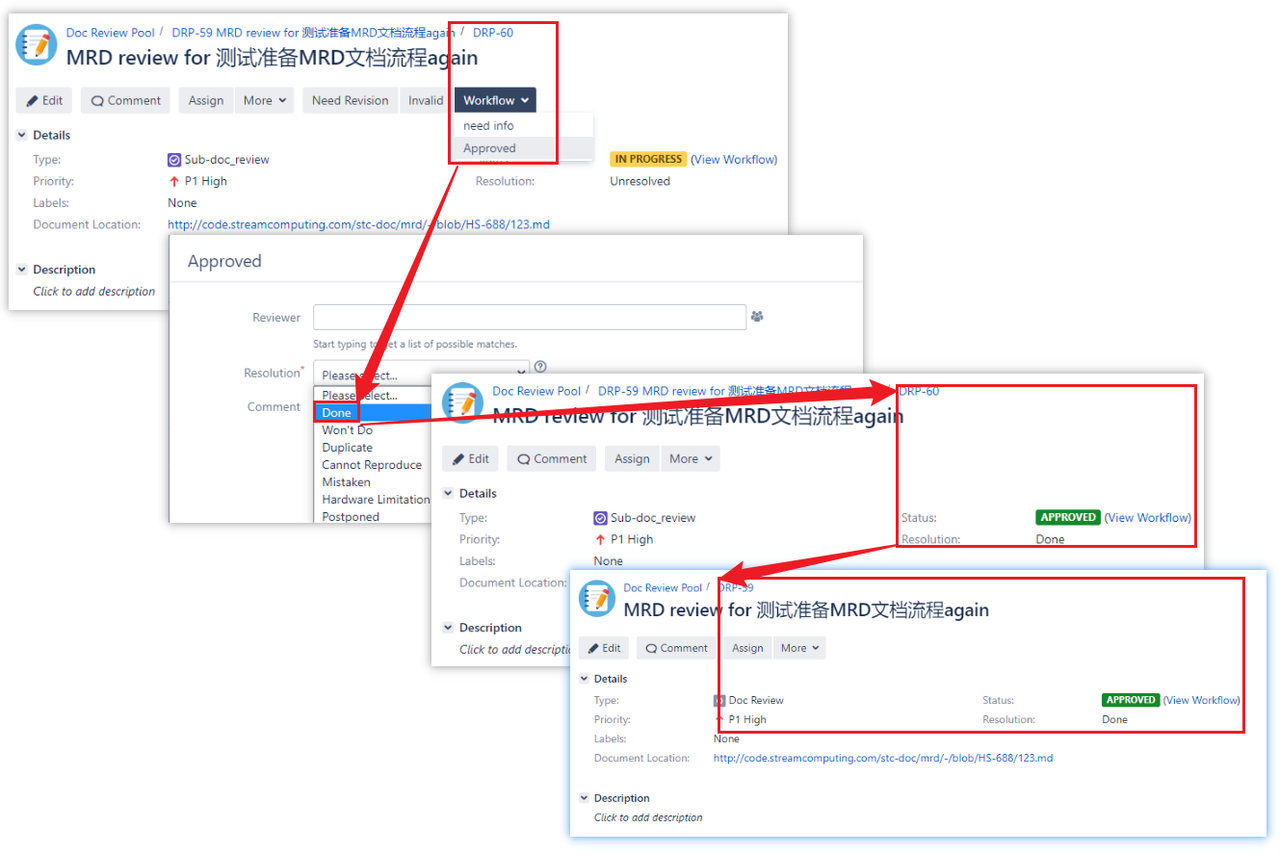 Doc Review Pool / DRP-59 MRD review for 测试准备MRD文档流程again / DRP-60
MRD review for 测试准备MRD文档流程again
Edit Comment Assign More Need Revision Invalid Workflow
need info
Approved
Details
Type: Sub-doc_review IN PROGRESS (View Workflow)
Priority: P1 High Resolution: Unresolved
Labels: None
Document Location: http://code.streamcomputing.com/stc-doc/mrd/-/blob/HS-688/123.md
Description
Click to add description
Approved
Reviewer
Start typing to get a list of possible matches.
Resolution* Please select...
Please select...
Comment
Done
Won't Do
Duplicate
Cannot Reproduce
Mistaken
Hardware Limitation
Postponed
Doc Review Pool / DRP-59 MRD review for 测试准备MRD文档流程 DRP-60
MRD review for 测试准备MRD文档流程again
Edit Comment Assign More
Details
Type: Sub-doc_review Status: APPROVED (View Workflow)
Priority: P1 High Resolution: Done
Labels: None
Document Location:
Description
Click to add
Doc Review Pool / DRP-59
MRD review for 测试准备MRD文档流程again
Edit Comment Assign More
Details
Type: Doc Review Status: APPROVED (View Workflow)
Priority: P1 High Resolution: Done
Labels: None
Document Location: http://code.streamcomputing.com/stc-doc/mrd/-/blob/HS-688/123.md
Description
Click to add description